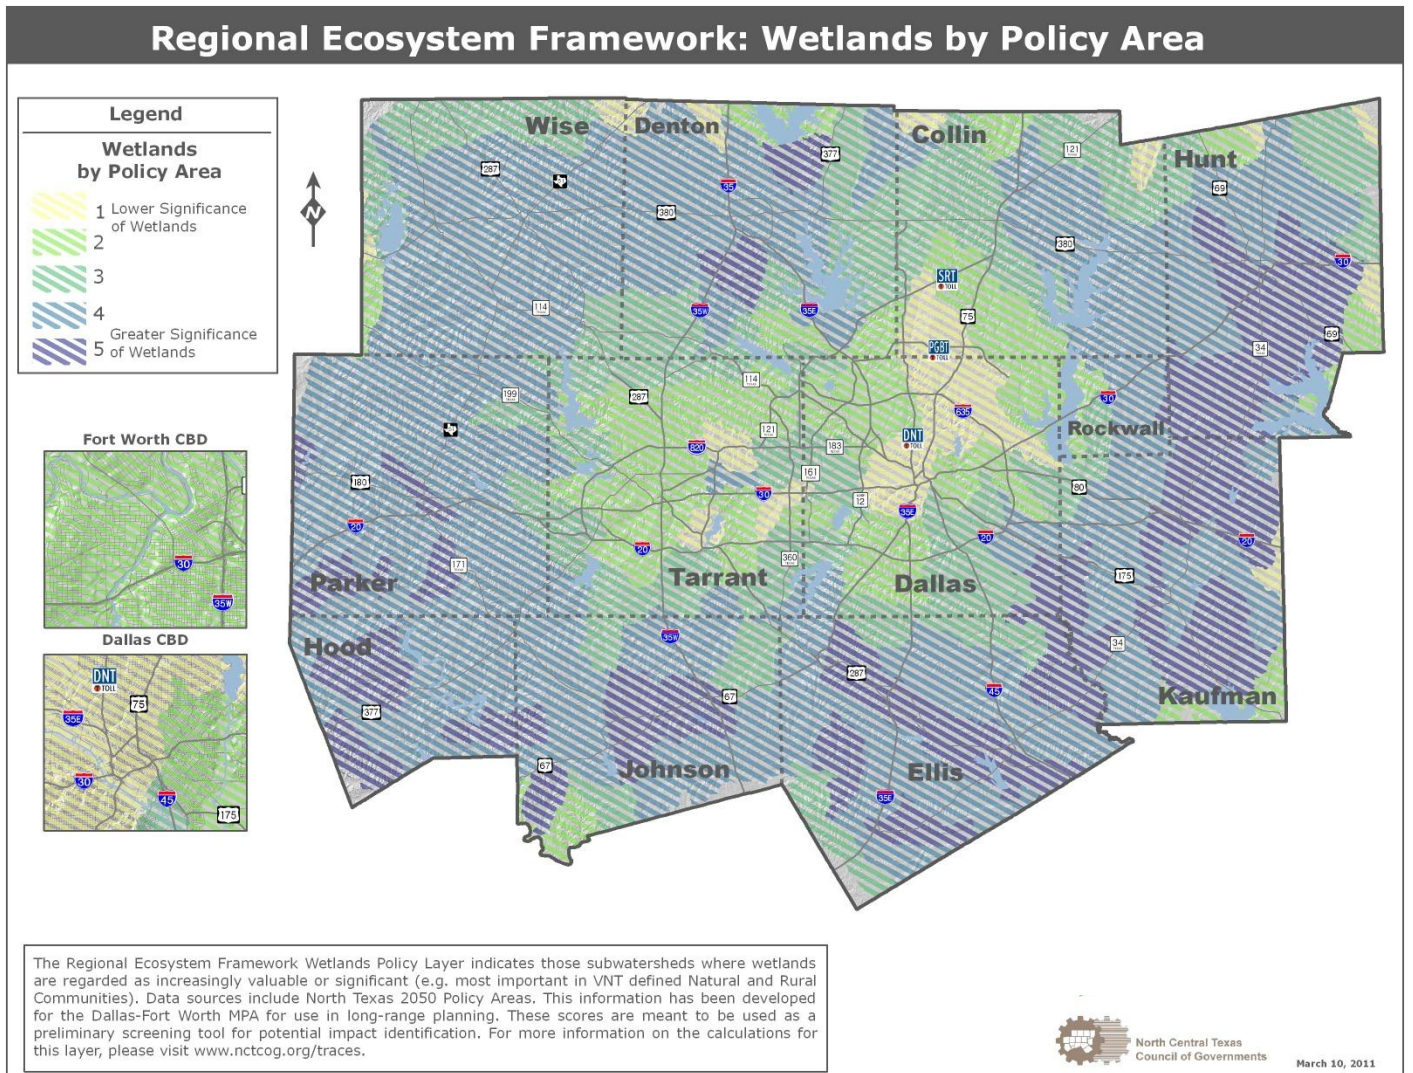 Regional Ecosystem Framework: Wetlands by Policy Area
Legend
Wetlands
by Policy Area
1 Lower Significance
of Wetlands
2
3
4
Greater Significance
5 of Wetlands
N
Wise
Denton
Collin
Hunt
287
35
380
377
121
69
380
30
114
35W
35E
SRT
TOLL
75
PGBT
TOLL
34
69
199
287
114
121
820
183
161
635
DNT
TOLL
30
Rockwall
180
20
171
30
12
35E
80
20
20
20
360
175
Parker
Tarrant
Dallas
Hood
35W
287
34
377
67
45
Kaufman
67
Johnson
Ellis
35E
Fort Worth CBD
30
35W
Dallas CBD
DNT
TOLL
75
35E
30
45
175
The Regional Ecosystem Framework Wetlands Policy Layer indicates those subwatersheds where wetlands
are regarded as increasingly valuable or significant (e.g. most important in VNT defined Natural and Rural
Communities). Data sources include North Texas 2050 Policy Areas. This information has been developed
for the Dallas-Fort Worth MPA for use in long-range planning. These scores are meant to be used as a
preliminary screening tool for potential impact identification. For more information on the calculations for
this layer, please visit www.nctcog.org/traces.
North Central Texas
Council of Governments
March 10, 2011